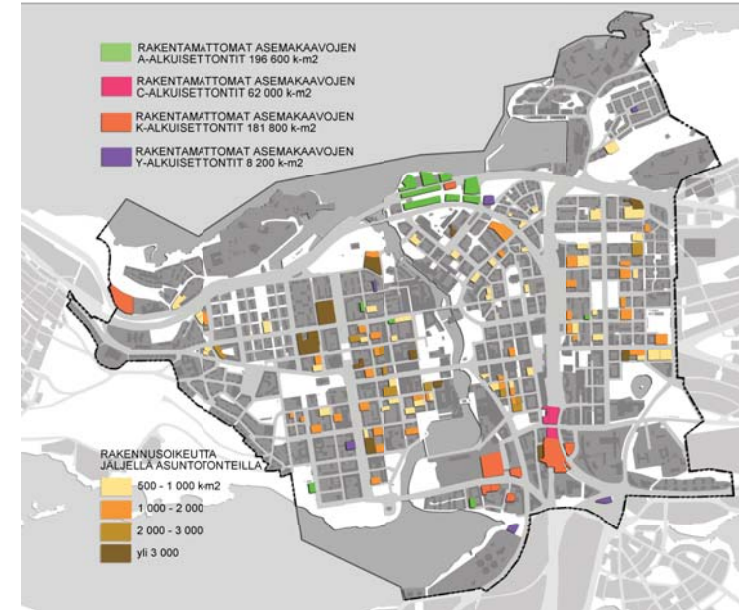 RAKENTAMATTOMAT ASEMAKAAVOJEN
A-ALKUISETTONTIT 196 600 k-m2
RAKENTAMATTOMAT ASEMAKAAVOJEN
C-ALKUISETTONTIT 62 000 k-m2
RAKENTAMATTOMAT ASEMAKAAVOJEN
K-ALKUISETTONTIT 181 800 k-m2
RAKENTAMATTOMAT ASEMAKAAVOJEN
Y-ALKUISETTONTIT 8 200 k-m2
RAKENNUSOIKEUTTA
JÄLJELLÄ ASUNTOTONTEILLA
500 - 1 000 k-m2
1 000 - 2 000
2 000 - 3 000
yli 3 000